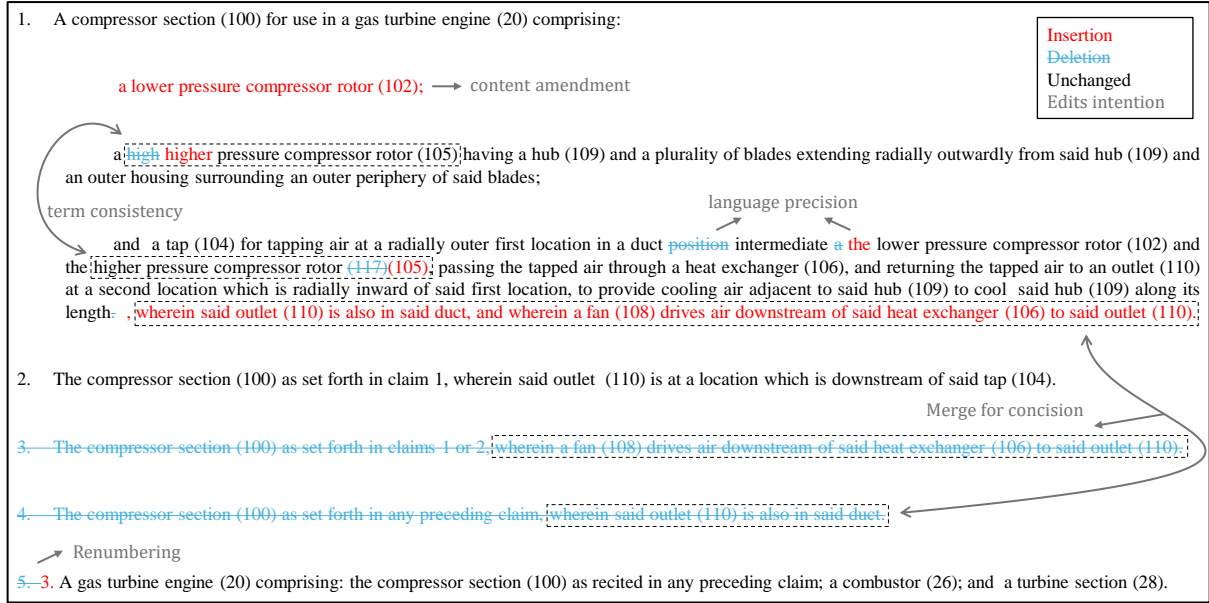 1. A compressor section (100) for use in a gas turbine engine (20) comprising:
Insertion
Deletion
Unchanged
Edits intention
a lower pressure compressor rotor (102); content amendment
a high higher pressure compressor rotor (105) having a hub (109) and a plurality of blades extending radially outwardly from said hub (109) and
an outer housing surrounding an outer periphery of said blades;
term consistency
language precision
and a tap (104) for tapping air at a radially outer first location in a duct position intermediate a the lower pressure compressor rotor (102) and
the higher pressure compressor rotor (117)(105), passing the tapped air through a heat exchanger (106), and returning the tapped air to an outlet (110)
at a second location which is radially inward of said first location, to provide cooling air adjacent to said hub (109) to cool said hub (109) along its
length. , wherein said outlet (110) is also in said duct, and wherein a fan (108) drives air downstream of said heat exchanger (106) to said outlet (110).
2. The compressor section (100) as set forth in claim 1, wherein said outlet (110) is at a location which is downstream of said tap (104).
Merge for concision
3. The compressor section (100) as set forth in claims 1 or 2, wherein a fan (108) drives air downstream of said heat exchanger (106) to said outlet (110).
4. The compressor section (100) as set forth in any preceding claim, wherein said outlet (110) is also in said duct.
Renumbering
5. 3. A gas turbine engine (20) comprising: the compressor section (100) as recited in any preceding claim; a combustor (26); and a turbine section (28).